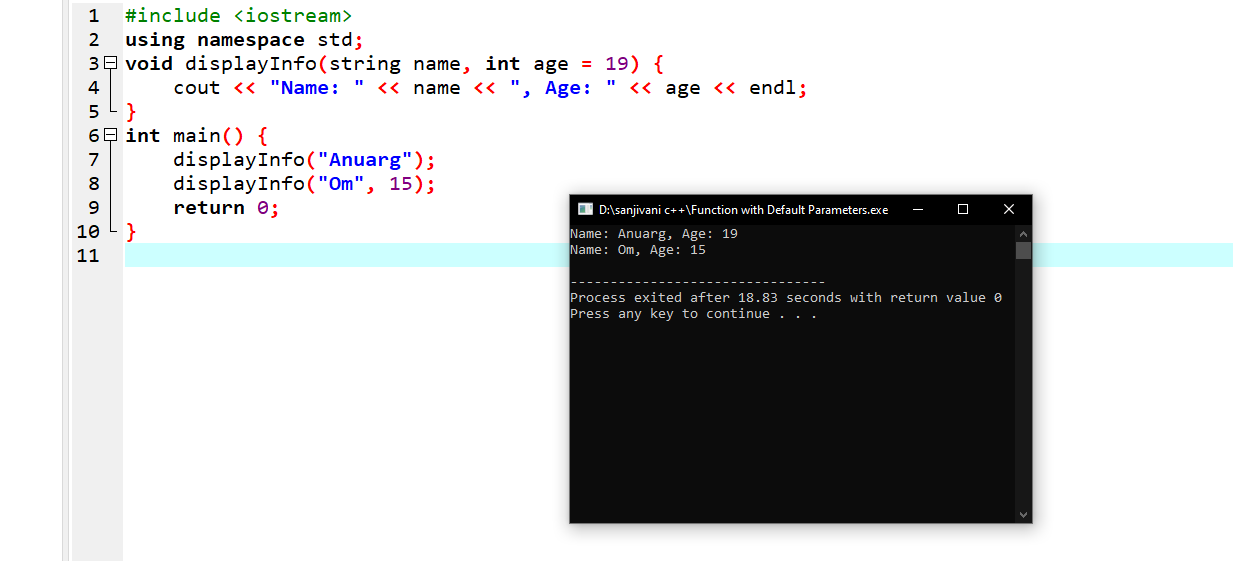 1 #include <iostream>
2 using namespace std;
3 void displayInfo(string name, int age = 19) {
4     cout << "Name: " << name << ", Age: " << age << endl;
5 }
6 int main() {
7     displayInfo("Anuarg");
8     displayInfo("Om", 15);
9     return 0;
10 }
11
D:\sanjivani c++\Function with Default Parameters.exe
Name: Anuarg, Age: 19
Name: Om, Age: 15
--------------------------------
Process exited after 18.83 seconds with return value 0
Press any key to continue . . .